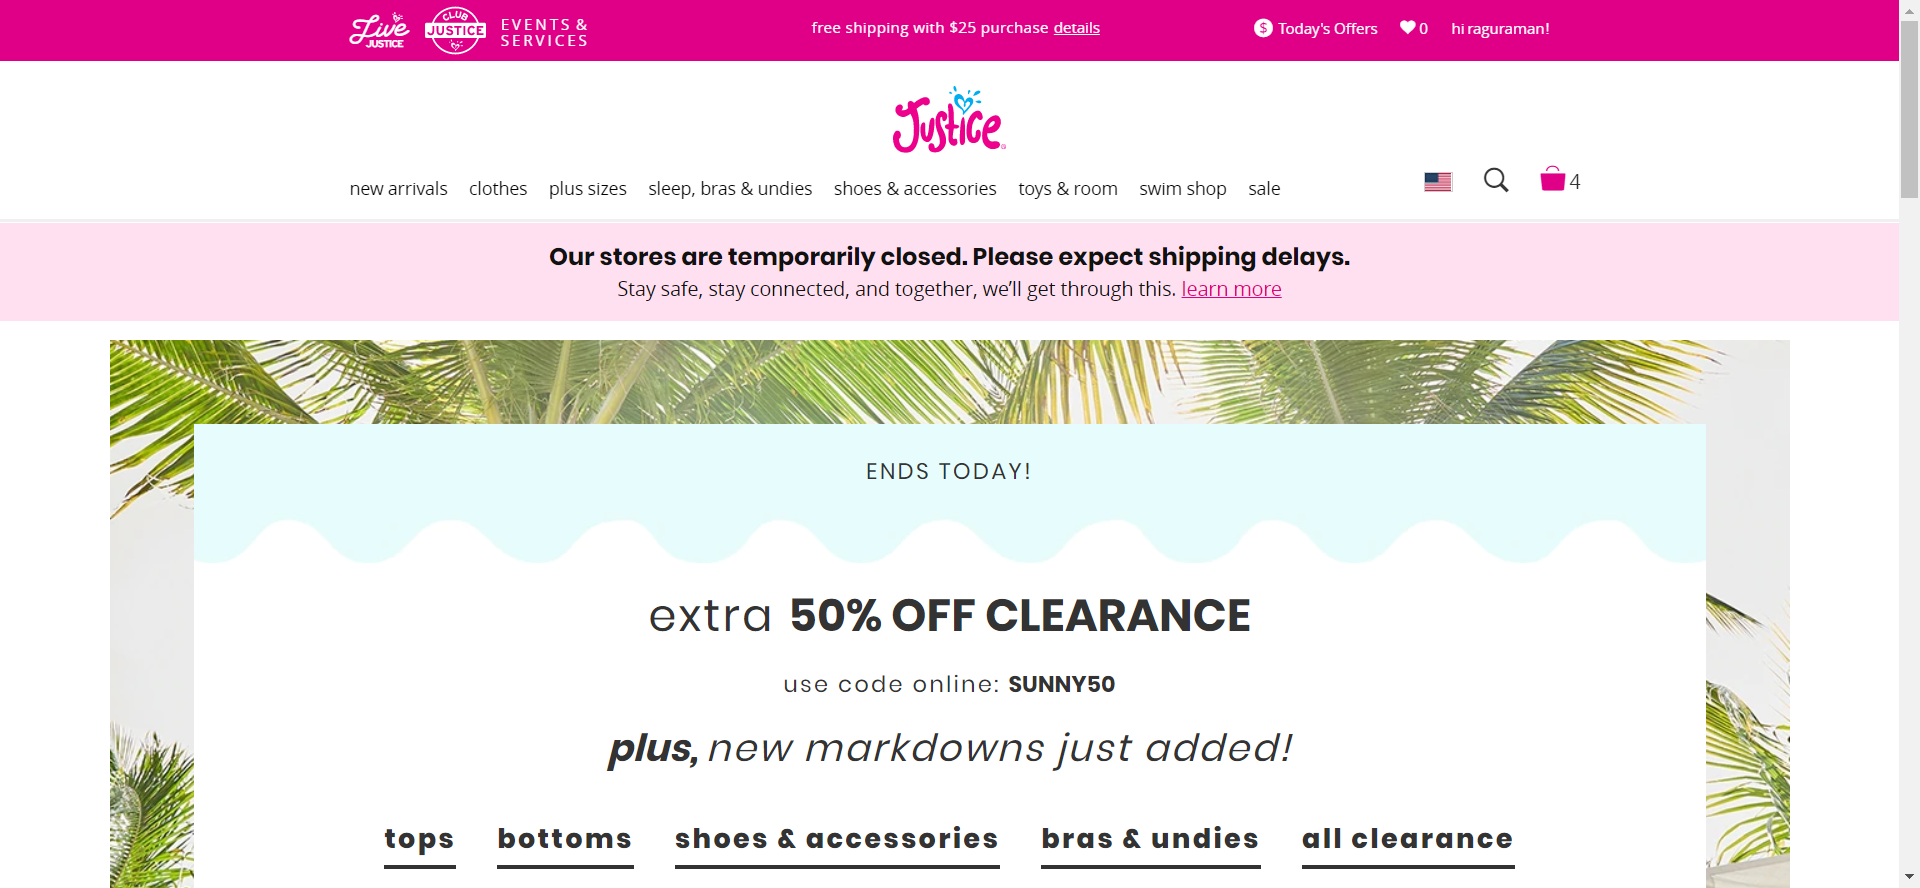 Live JUSTICE
CLUB JUSTICE
EVENTS & SERVICES
free shipping with $25 purchase details
$ Today's Offers
0
hi raguraman!
Justice
new arrivals clothes plus sizes sleep, bras & undies shoes & accessories toys & room swim shop sale
4
Our stores are temporarily closed. Please expect shipping delays.
Stay safe, stay connected, and together, we’ll get through this. learn more
ENDS TODAY!
extra 50% OFF CLEARANCE
use code online: SUNNY50
plus, new markdowns just added!
tops bottoms shoes & accessories bras & undies all clearance